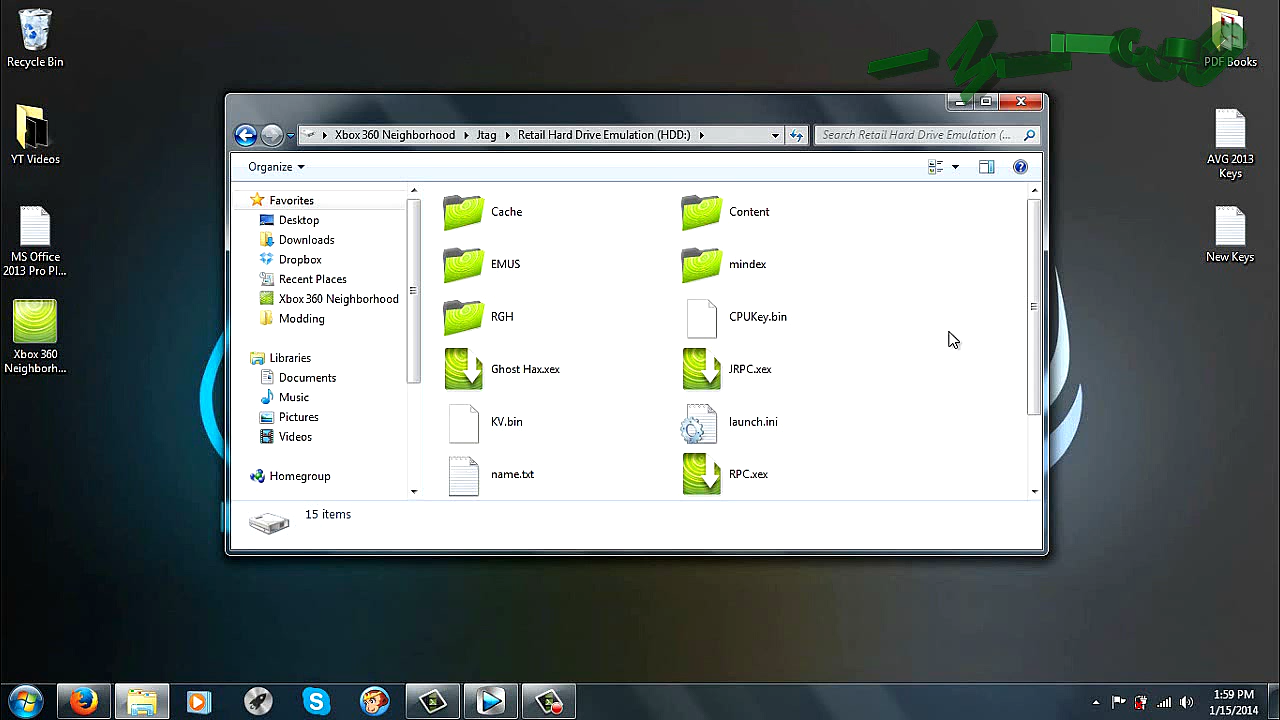 Recycle Bin
YT Videos
MS Office
2013 Pro Pl...
Xbox 360
Neighborh...
PDF Books
AVG 2013
Keys
New Keys
Xbox 360 Neighborhood
Jtag
Retail Hard Drive Emulation (HDD:)
Search Retail Hard Drive Emulation (...
Organize
Favorites
Desktop
Downloads
Dropbox
Recent Places
Xbox 360 Neighborhood
Modding
Libraries
Documents
Music
Pictures
Videos
Homegroup
Cache
Content
EMUS
mindex
RGH
CPUKey.bin
Ghost Hax.xex
JRPC.xex
KV.bin
launch.ini
name.txt
RPC.xex
15 items
1:59 PM
1/15/2014